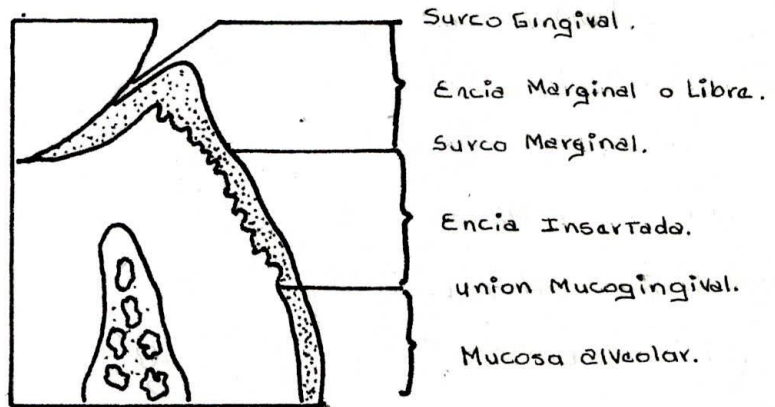 Surco Gingival.
Encia Marginal o Libre.
Surco Marginal.
Encia Insertada.
union Mucogingival.
Mucosa alveolar.